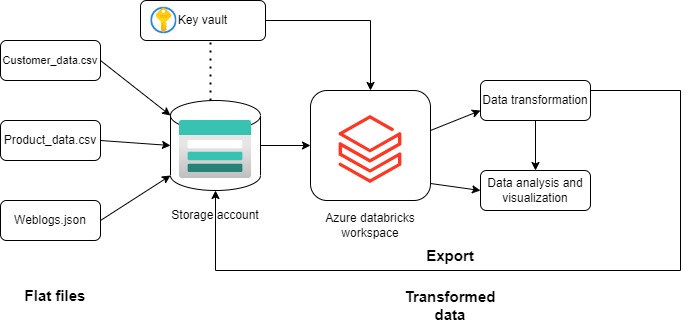 Key vault
Customer_data.csv
Product_data.csv
Weblogs.json
Storage account
Azure databricks
workspace
Data transformation
Data analysis and
visualization
Export
Flat files
Transformed
data